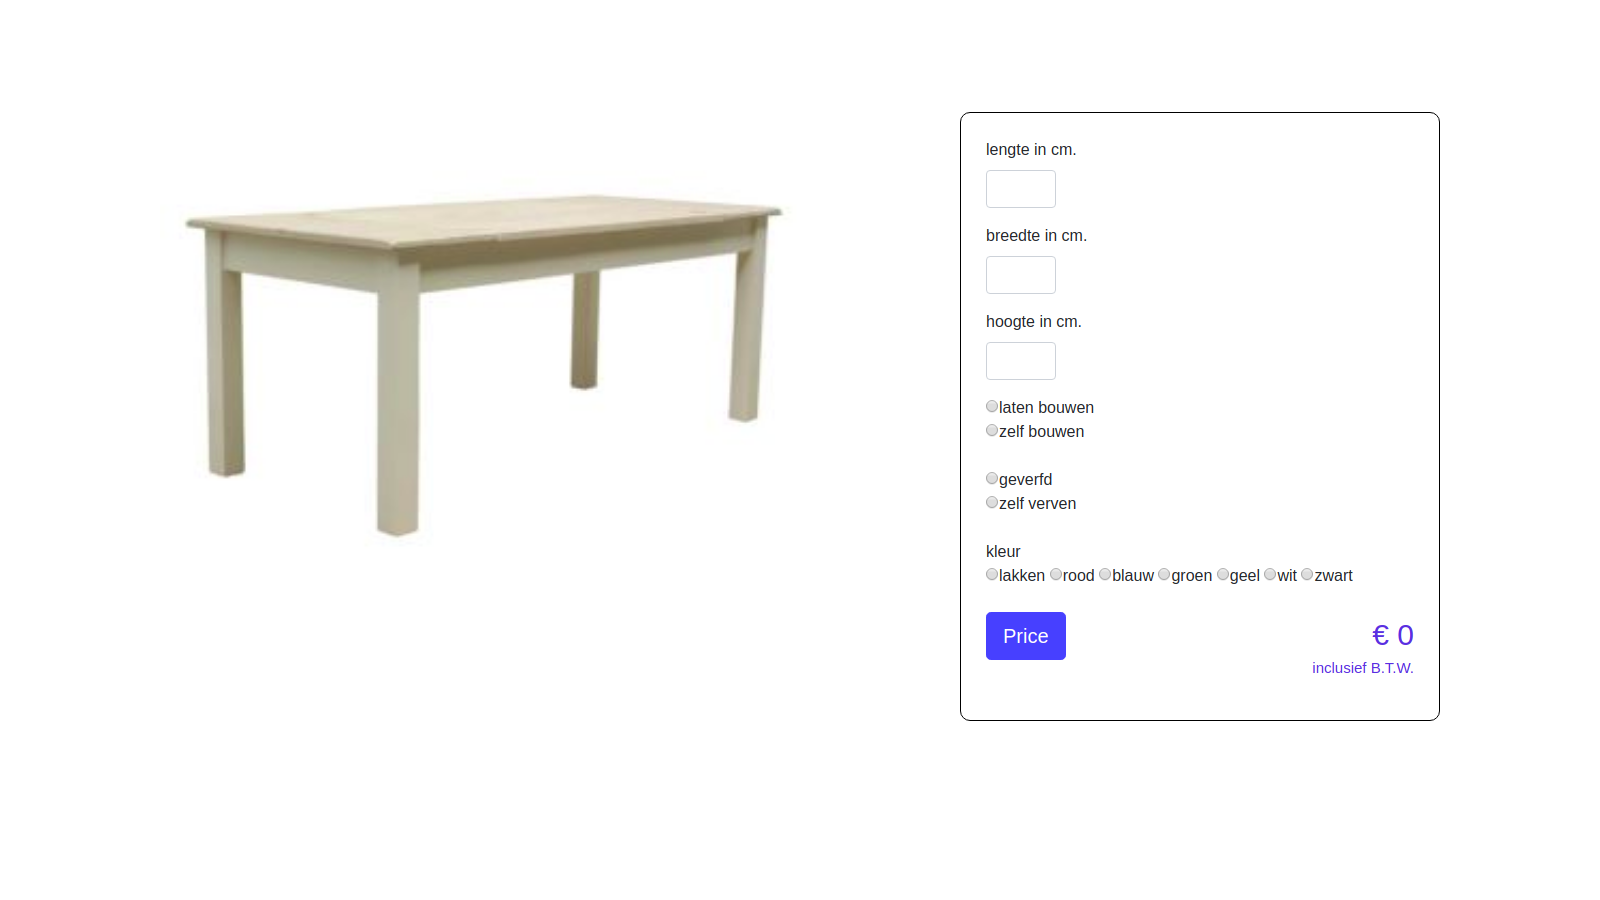 lengte in cm.
breedte in cm.
hoogte in cm.
laten bouwen
zelf bouwen
geverfd
zelf verven
kleur
lakken rood blauw groen geel wit zwart
Price € 0
inclusief B.T.W.